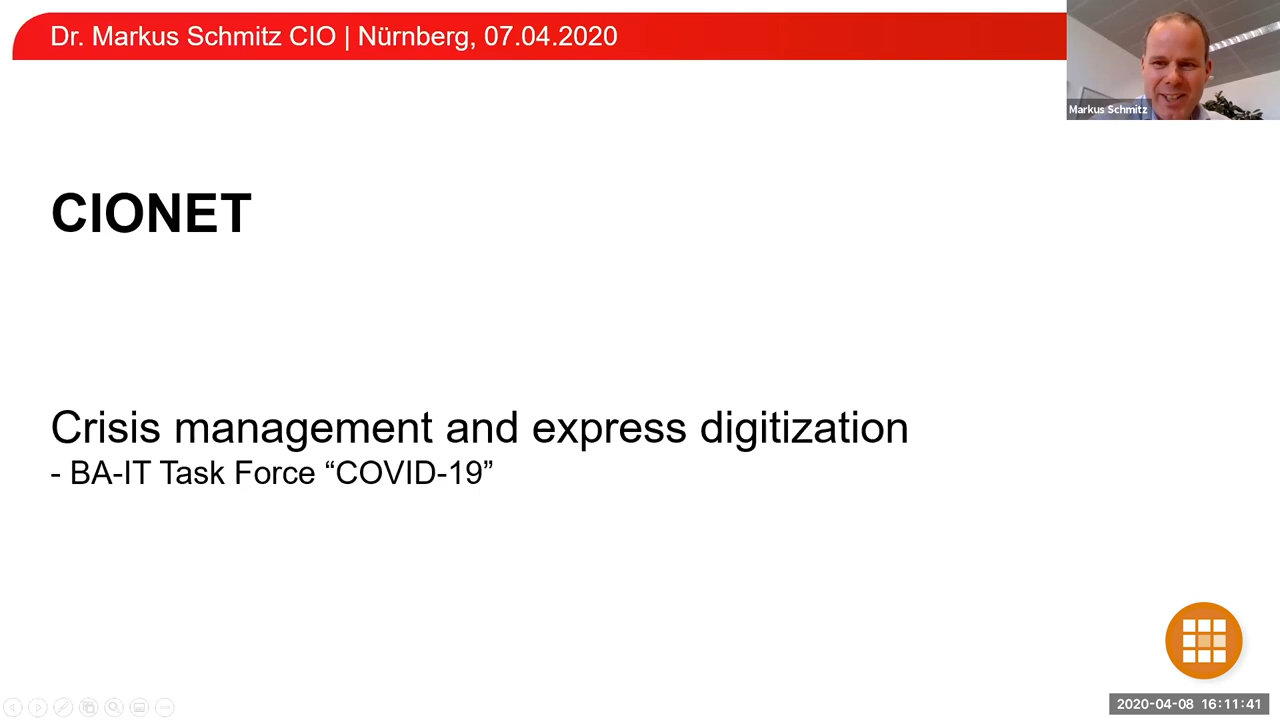 Dr. Markus Schmitz CIO | Nürnberg, 07.04.2020
Markus Schmitz
CIONET
Crisis management and express digitization
- BA-IT Task Force “COVID-19”
2020-04-08 16:11:41